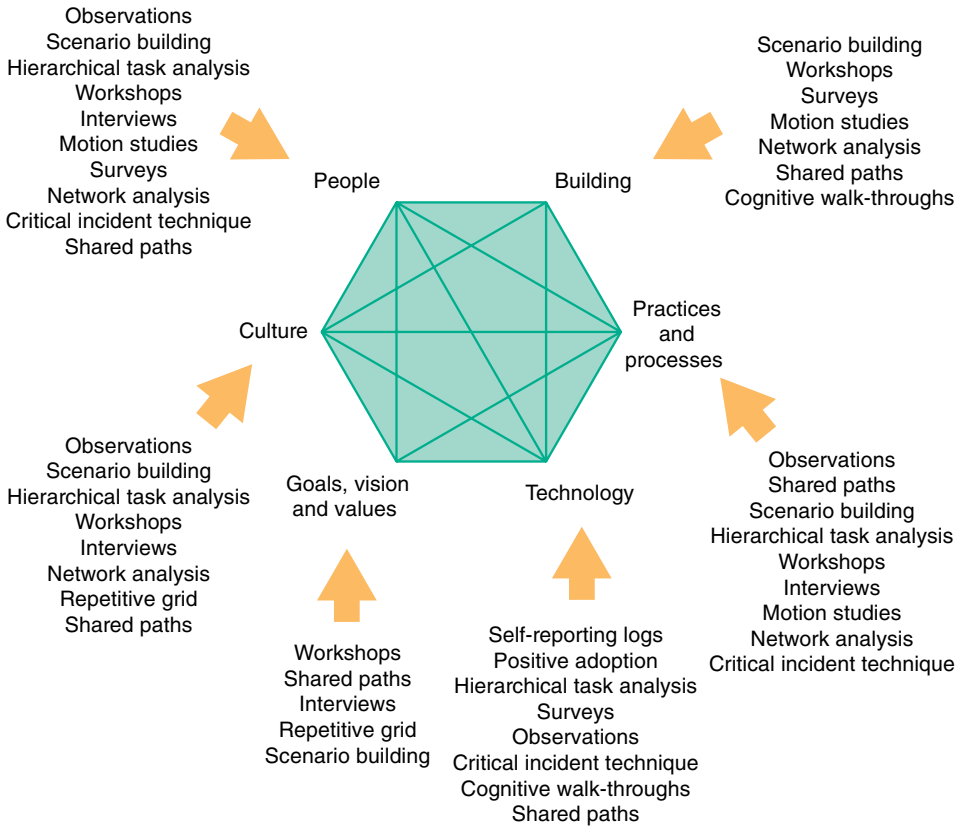 Observations
Scenario building
Hierarchical task analysis
Workshops
Interviews
Motion studies
Surveys
Network analysis
Critical incident technique
Shared paths
People
Building
Scenario building
Workshops
Surveys
Motion studies
Network analysis
Shared paths
Cognitive walk-throughs
Culture
Practices
and
processes
Observations
Scenario building
Hierarchical task analysis
Workshops
Interviews
Network analysis
Repetitive grid
Shared paths
Goals, vision
and values
Technology
Workshops
Shared paths
Interviews
Repetitive grid
Scenario building
Self-reporting logs
Positive adoption
Hierarchical task analysis
Surveys
Observations
Critical incident technique
Cognitive walk-throughs
Shared paths
Observations
Shared paths
Scenario building
Hierarchical task analysis
Workshops
Interviews
Motion studies
Network analysis
Critical incident technique